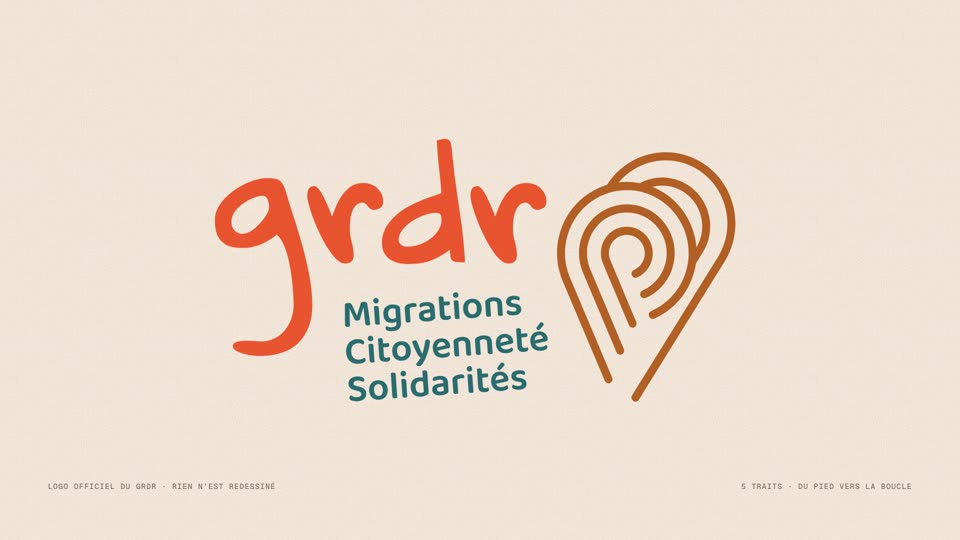 grdr
Migrations
Citoyenneté
Solidarités
LOGO OFFICIEL DU GRDR · RIEN N'EST REDESSINÉ
5 TRAITS · DU PIED VERS LA BOUCLE